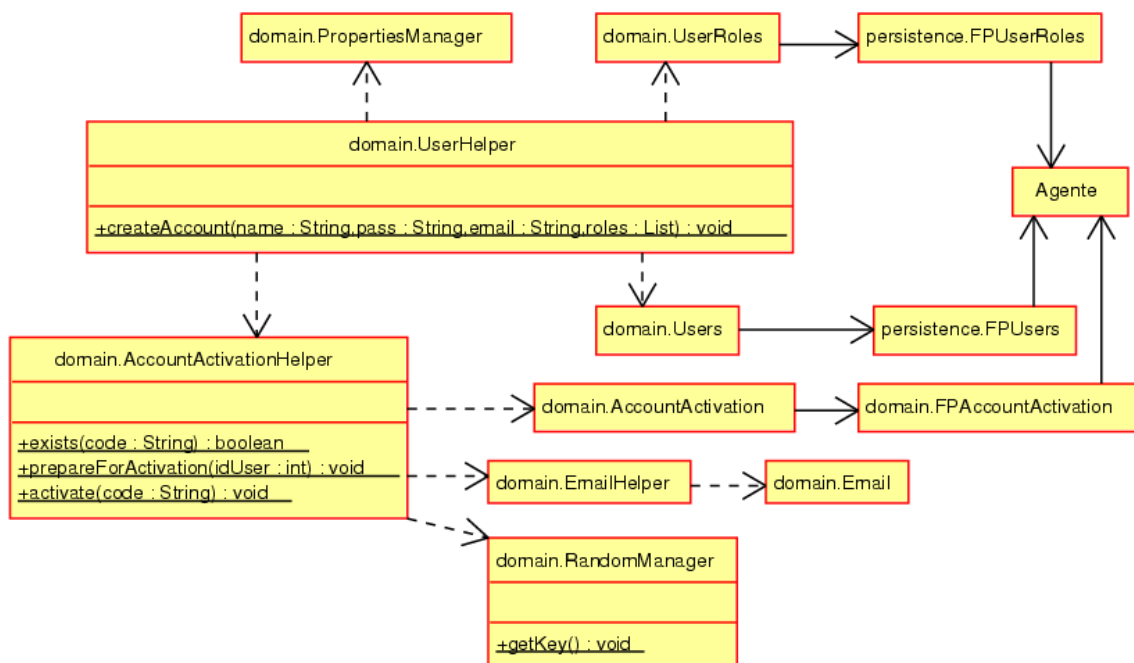 domain.PropertiesManager
domain.UserRoles
persistence.FPUserRoles
domain.UserHelper
+createAccount(name : String,pass : String,email : String,roles : List) : void
Agente
domain.Users
persistence.FPUsers
domain.AccountActivationHelper
+exists(code : String) : boolean
+prepareForActivation(idUser : int) : void
+activate(code : String) : void
domain.AccountActivation
domain.FPAccountActivation
domain.EmailHelper
domain.Email
domain.RandomManager
+getKey() : void